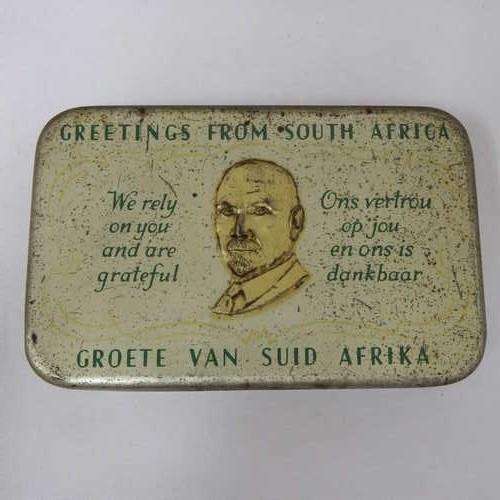 GREETINGS FROM SOUTH AFRICA
We rely
on you
and are
grateful
Ons vertrou
op jou
en ons is
dankbaar
GROETE VAN SUID AFRIKA